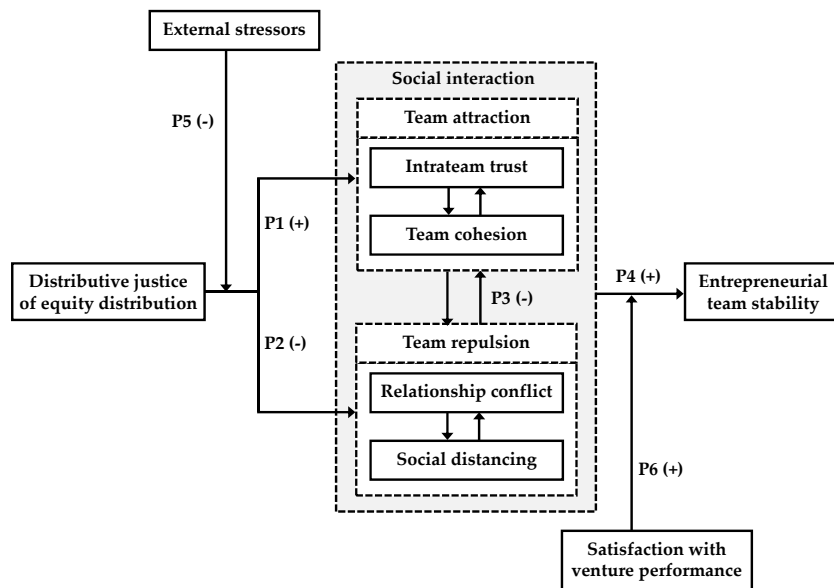 External stressors
Social interaction
Team attraction
P5 (-)
Intrateam trust
P1 (+)
Team cohesion
Distributive justice
of equity distribution
P4 (+)
Entrepreneurial
team stability
P3 (-)
P2 (-)
Team repulsion
Relationship conflict
Social distancing
P6 (+)
Satisfaction with
venture performance